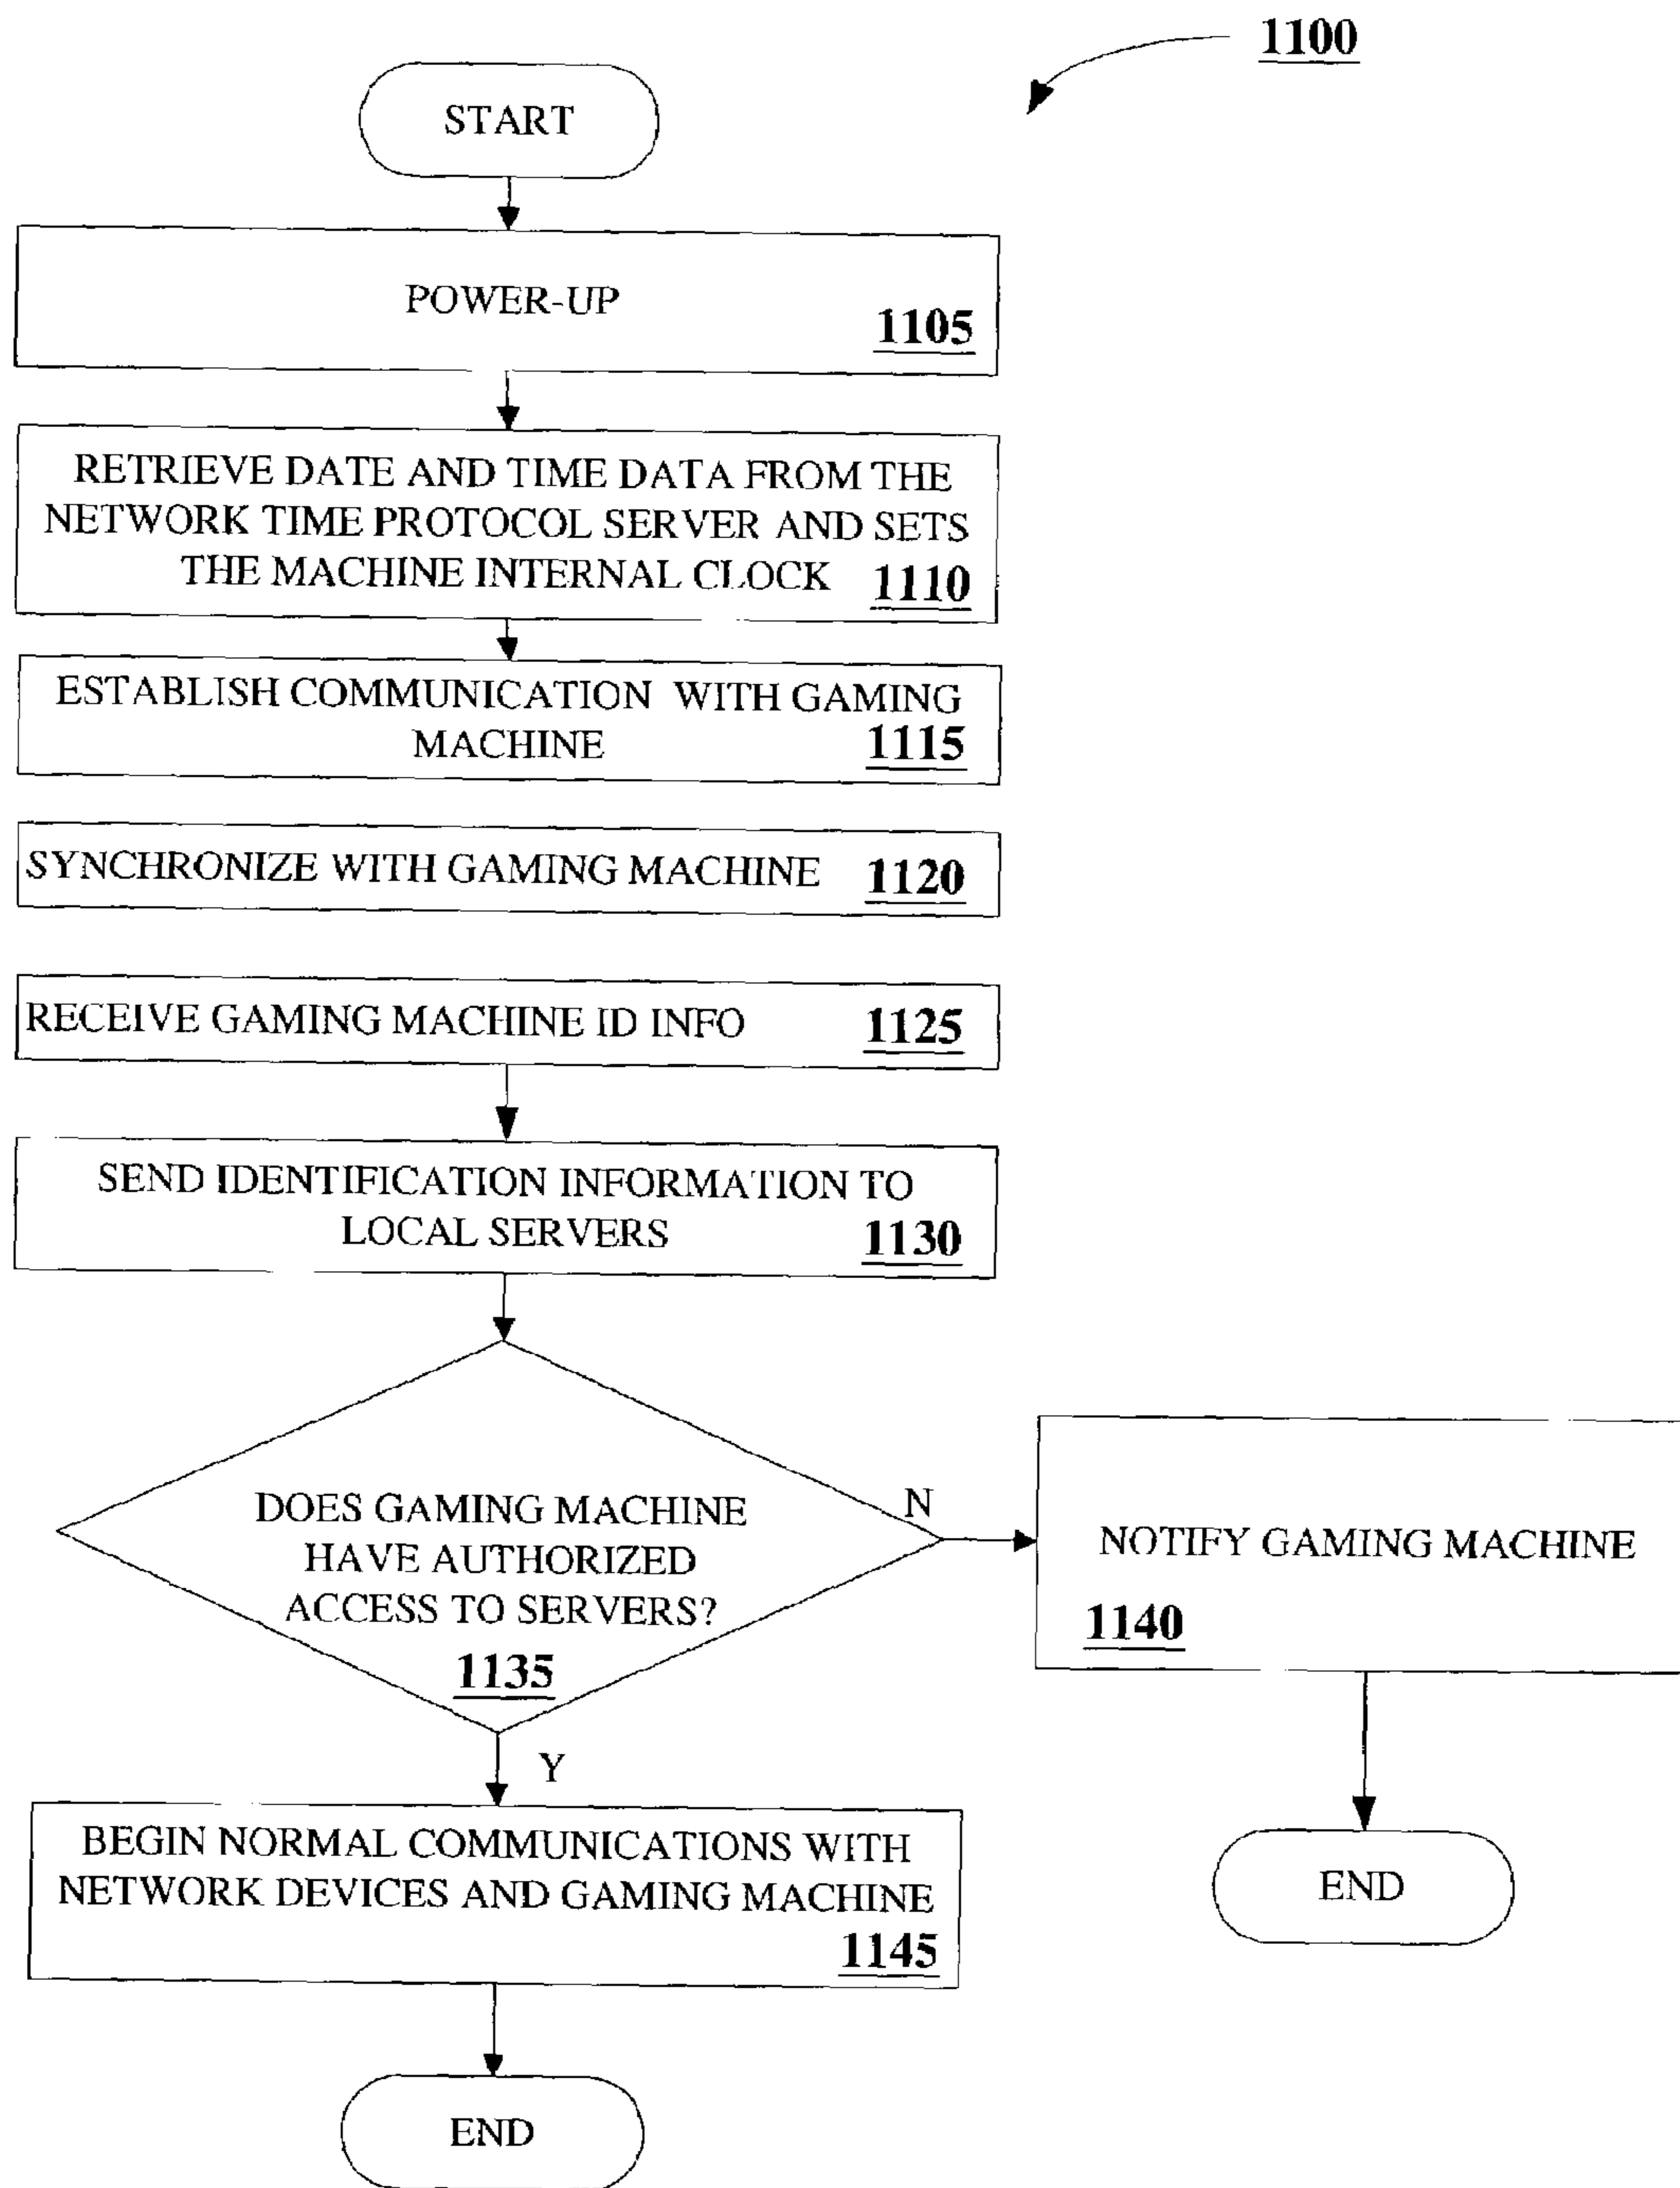 1100
START
POWER-UP
1105
RETRIEVE DATE AND TIME DATA FROM THE
NETWORK TIME PROTOCOL SERVER AND SETS
THE MACHINE INTERNAL CLOCK 1110
ESTABLISH COMMUNICATION WITH GAMING
MACHINE 1115
SYNCHRONIZE WITH GAMING MACHINE 1120
RECEIVE GAMING MACHINE ID INFO 1125
SEND IDENTIFICATION INFORMATION TO
LOCAL SERVERS 1130
DOES GAMING MACHINE
HAVE AUTHORIZED
ACCESS TO SERVERS?
1135
N
NOTIFY GAMING MACHINE
1140
Y
BEGIN NORMAL COMMUNICATIONS WITH
NETWORK DEVICES AND GAMING MACHINE
1145
END
END